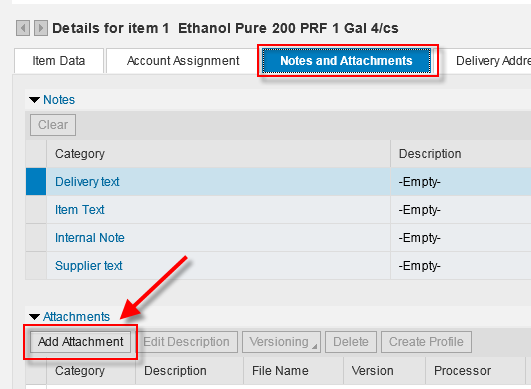 Details for item 1 Ethanol Pure 200 PRF 1 Gal 4/cs
Item Data Account Assignment Notes and Attachments Delivery Addre
Notes
Clear
Category Description
Delivery text -Empty-
Item Text -Empty-
Internal Note -Empty-
Supplier text -Empty-
Attachments
Add Attachment Edit Description Versioning Delete Create Profile
Category Description File Name Version Processor